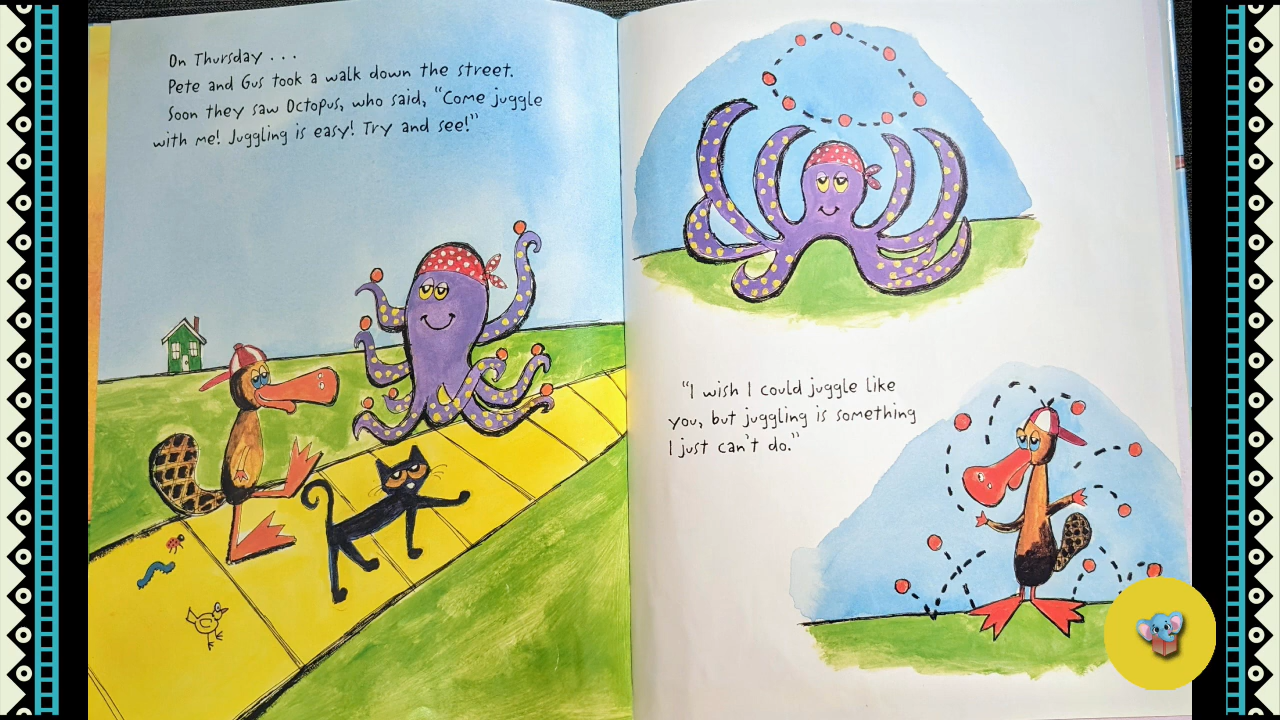 On Thursday . . .
Pete and Gus took a walk down the street.
Soon they saw Octopus, who said, "Come juggle
with me! Juggling is easy! Try and see!"
"I wish I could juggle like
you, but juggling is something
I just can't do."